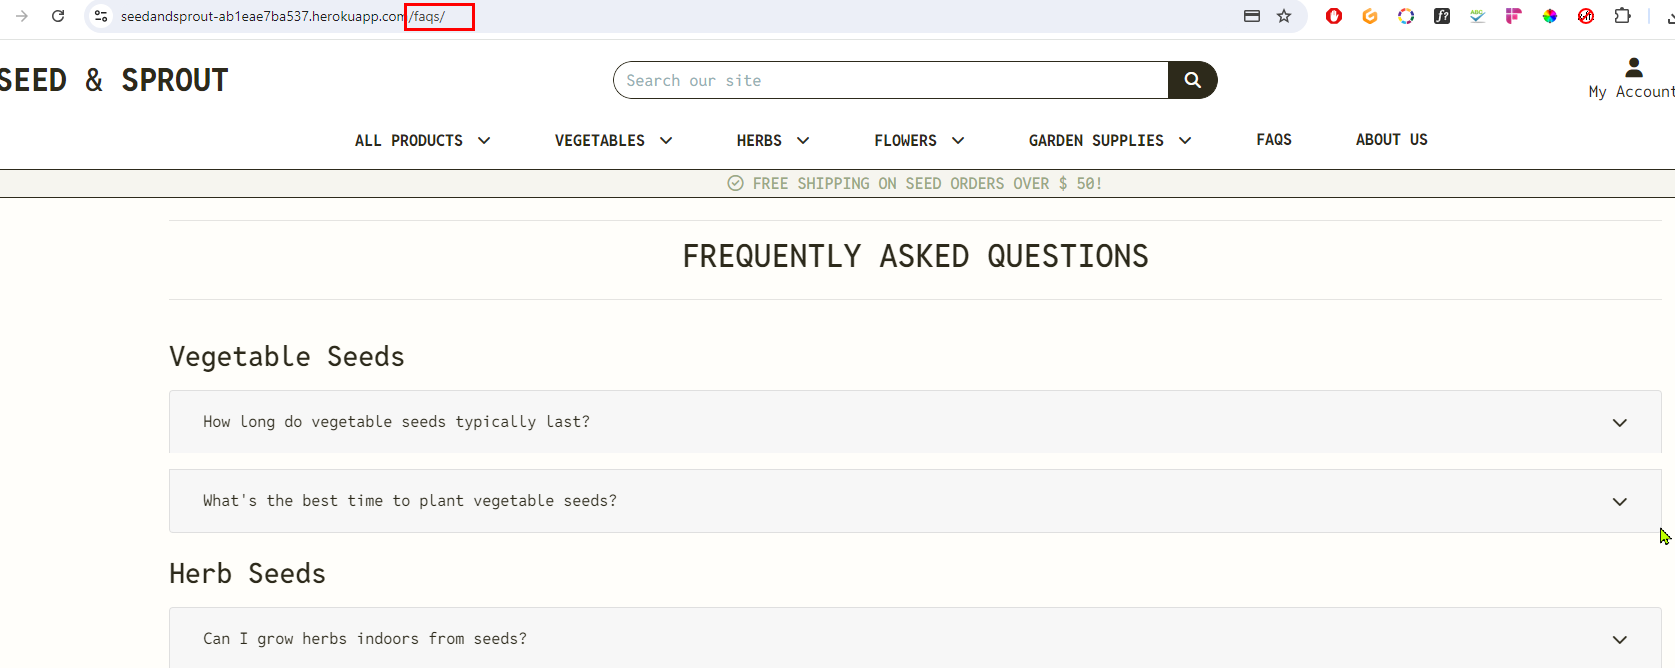 seedandsprout-ab1eae7ba537.herokuapp.com/faqs/
SEED & SPROUT
Search our site
My Account
ALL PRODUCTS
VEGETABLES
HERBS
FLOWERS
GARDEN SUPPLIES
FAQS
ABOUT US
FREE SHIPPING ON SEED ORDERS OVER $ 50!
FREQUENTLY ASKED QUESTIONS
Vegetable Seeds
How long do vegetable seeds typically last?
What's the best time to plant vegetable seeds?
Herb Seeds
Can I grow herbs indoors from seeds?